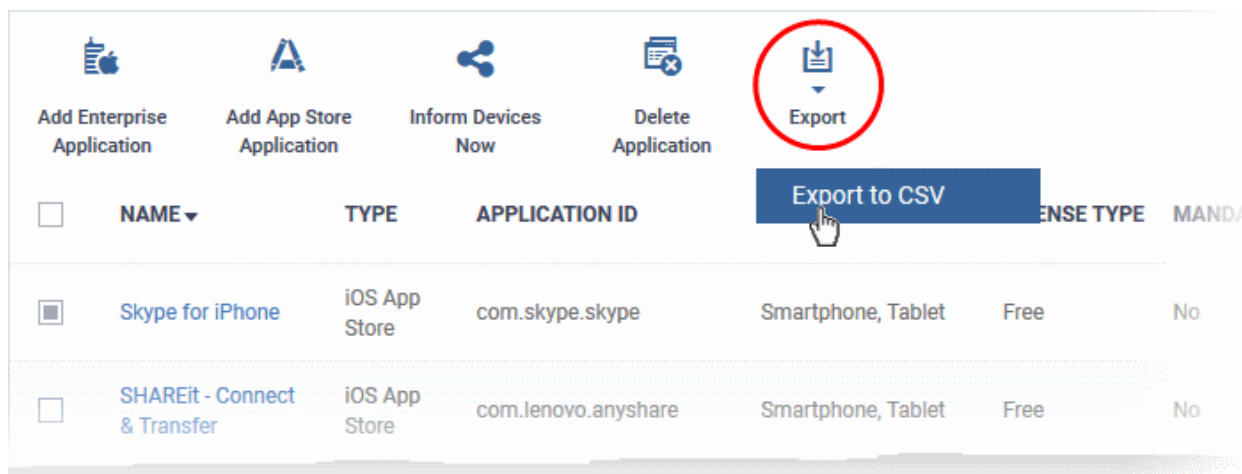 Add Enterprise
Application
Add App Store
Application
Inform Devices
Now
Delete
Application
Export
Export to CSV
NAME
TYPE
APPLICATION ID
ENSE TYPE
MANDA
Skype for iPhone
iOS App
Store
com.skype.skype
Smartphone, Tablet
Free
No
SHAREit - Connect
& Transfer
iOS App
Store
com.lenovo.anyshare
Smartphone, Tablet
Free
No